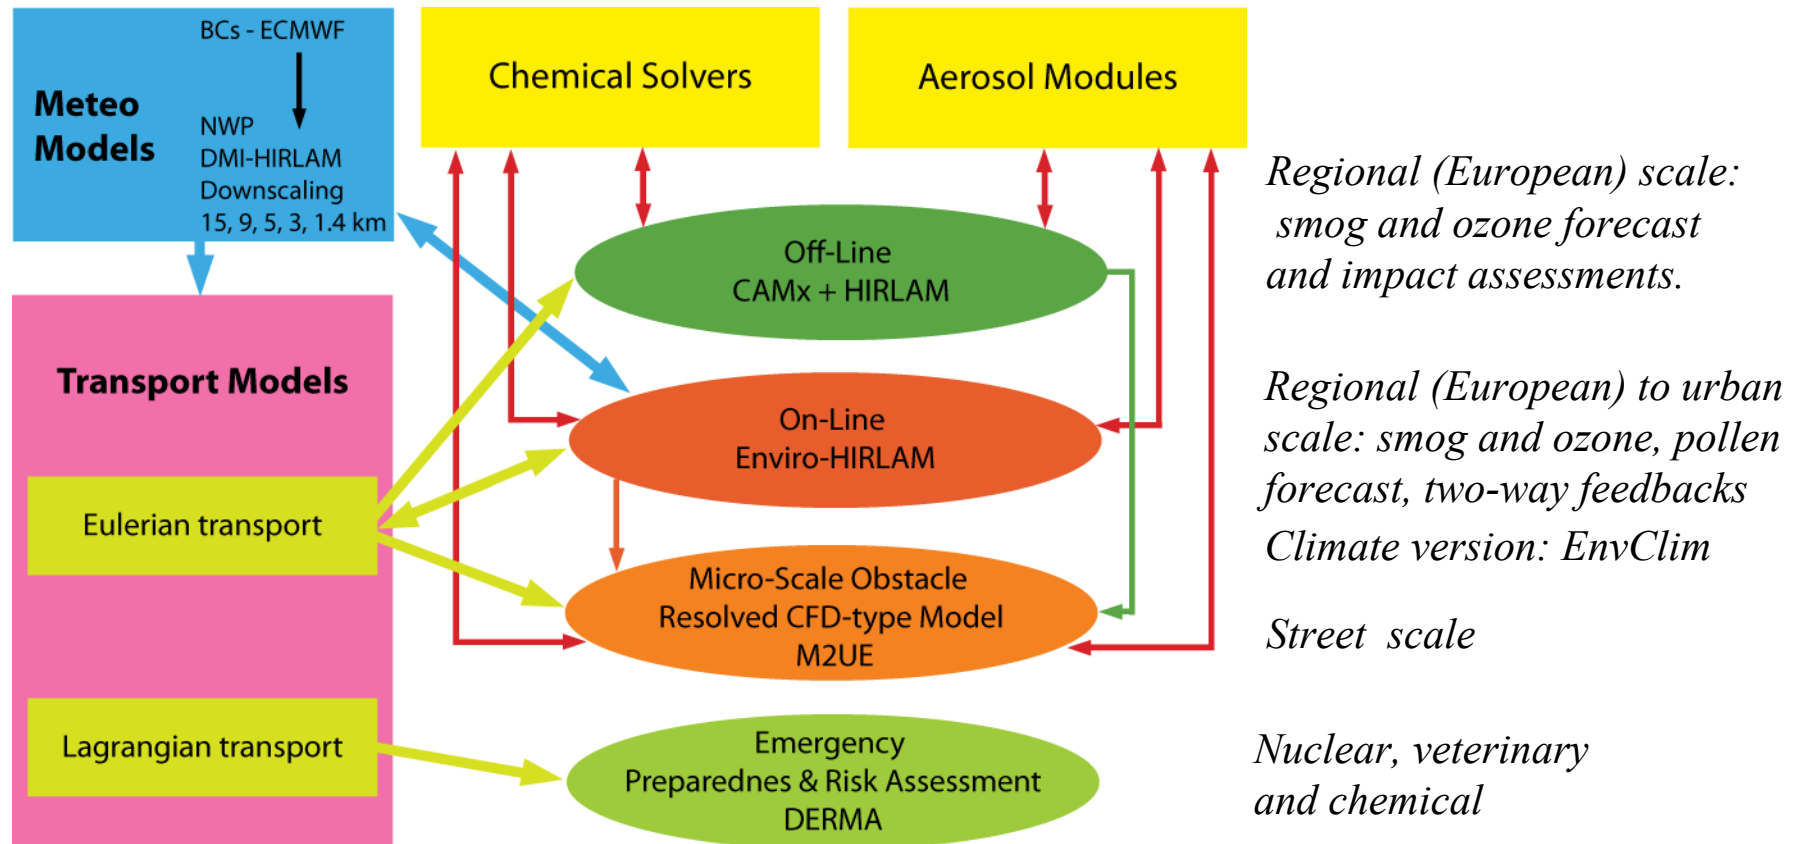 BCs - ECMWF
Meteo
Models
NWP
DMI-HIRLAM
Downscaling
15, 9, 5, 3, 1.4 km
Chemical Solvers
Aerosol Modules
Transport Models
Eulerian transport
Lagrangian transport
Off-Line
CAMx + HIRLAM
On-Line
Enviro-HIRLAM
Micro-Scale Obstacle
Resolved CFD-type Model
M2UE
Emergency
Preparednes & Risk Assessment
DERMA
Regional (European) scale:
smog and ozone forecast
and impact assessments.
Regional (European) to urban
scale: smog and ozone, pollen
forecast, two-way feedbacks
Climate version: EnvClim
Street scale
Nuclear, veterinary
and chemical